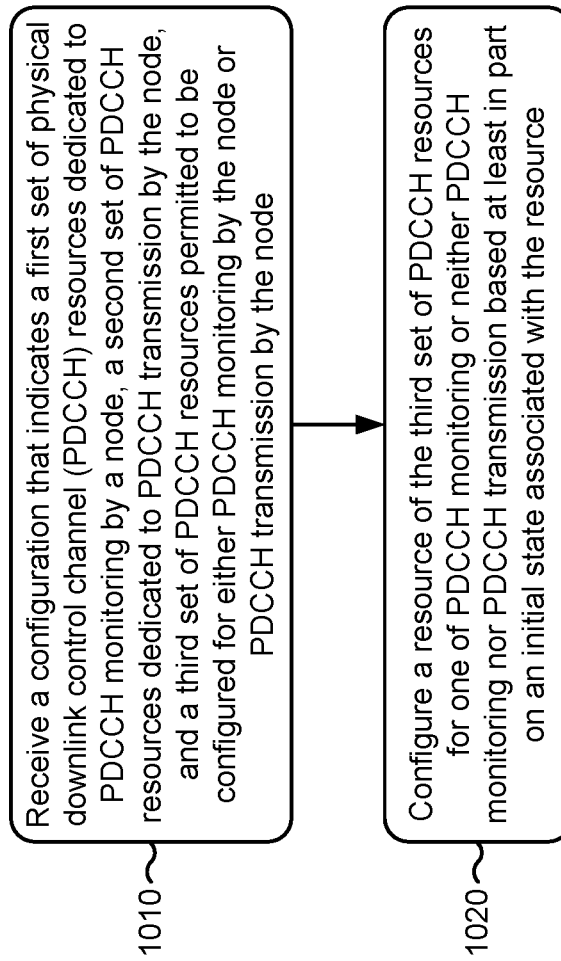 Receive a configuration that indicates a first set of physical
downlink control channel (PDCCH) resources dedicated to
PDCCH monitoring by a node, a second set of PDCCH
resources dedicated to PDCCH transmission by the node,
and a third set of PDCCH resources permitted to be
configured for either PDCCH monitoring by the node or
PDCCH transmission by the node
1010
Configure a resource of the third set of PDCCH resources
for one of PDCCH monitoring or neither PDCCH
monitoring nor PDCCH transmission based at least in part
on an initial state associated with the resource
1020